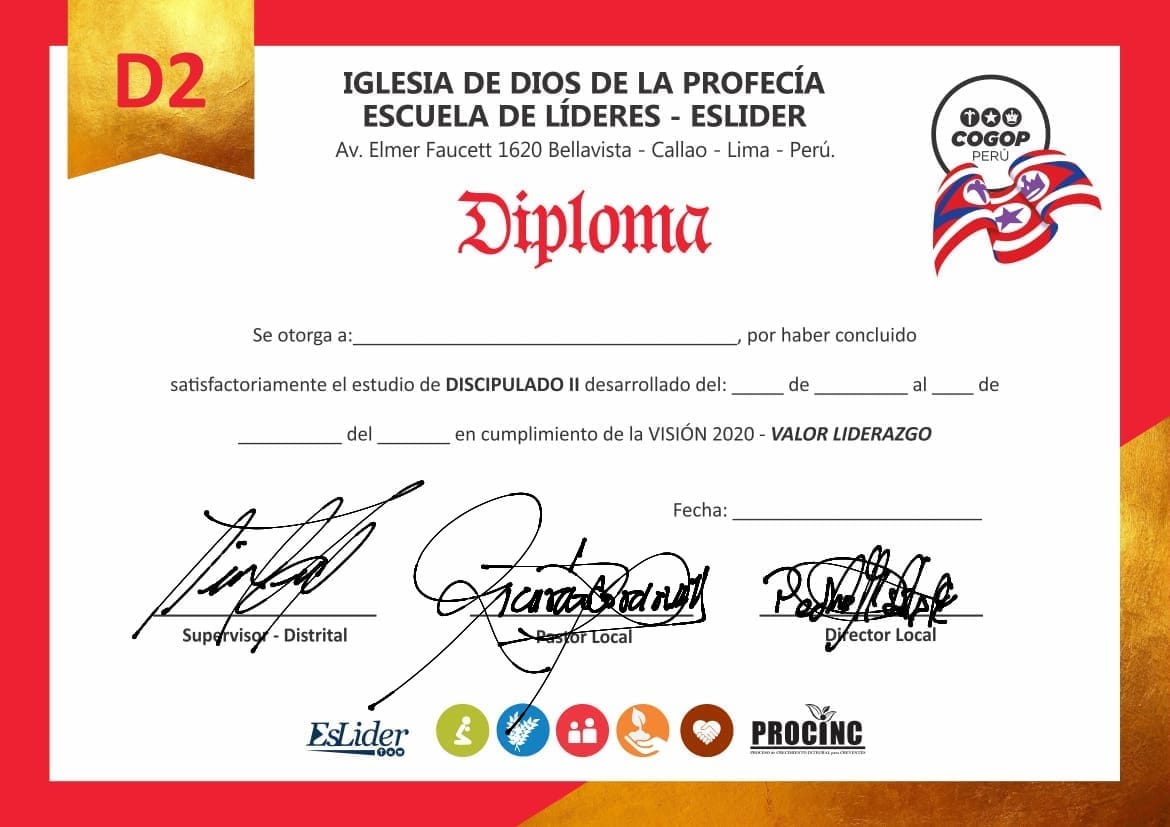 D2
IGLESIA DE DIOS DE LA PROFECÍA
ESCUELA DE LÍDERES - ESLIDER
Av. Elmer Faucett 1620 Bellavista - Callao - Lima - Perú.
COGOP
PERÚ
Diploma
Se otorga a:____________________, por haber concluido
satisfactoriamente el estudio de DISCIPULADO II desarrollado del: _____ de _________ al ____ de
__________ del _______ en cumplimiento de la VISIÓN 2020 - VALOR LIDERAZGO
Fecha: ________________________
Supervisor - Distrital
Pastor Local
Director Local
EsLider
PROCINC
PROCESO de CRECIMIENTO INTEGRAL para CREYENTES